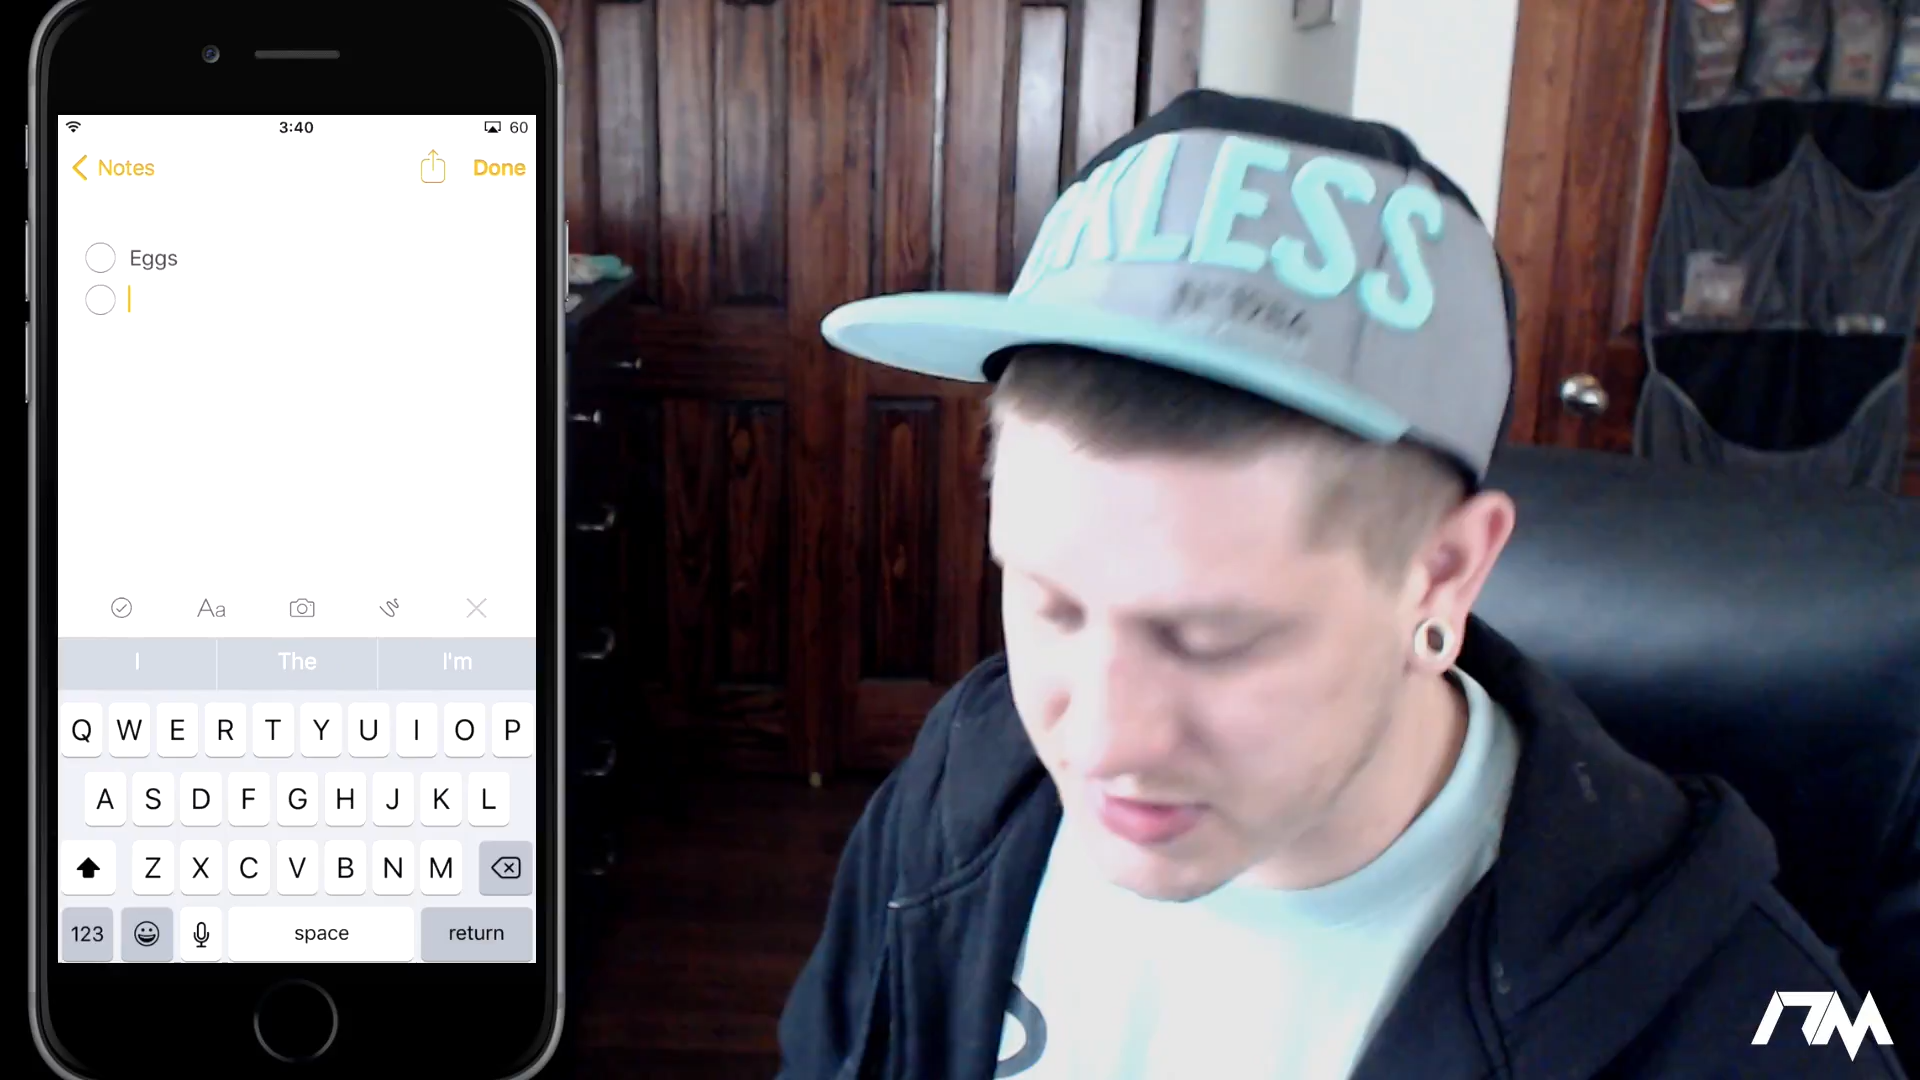 3:40
60
Notes
Done
Eggs
Aa
I
The
I'm
Q W E R T Y U I O P
A S D F G H J K L
Z X C V B N M
123
space
return